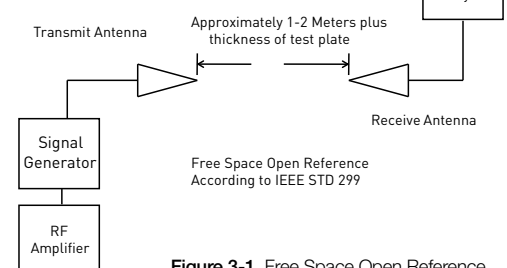 Transmit Antenna
Approximately 1-2 Meters plus
thickness of test plate
Receive Antenna
Signal
Generator
Free Space Open Reference
According to IEEE STD 299
RF
Amplifier
Figure 3-1 Free Space Open Reference